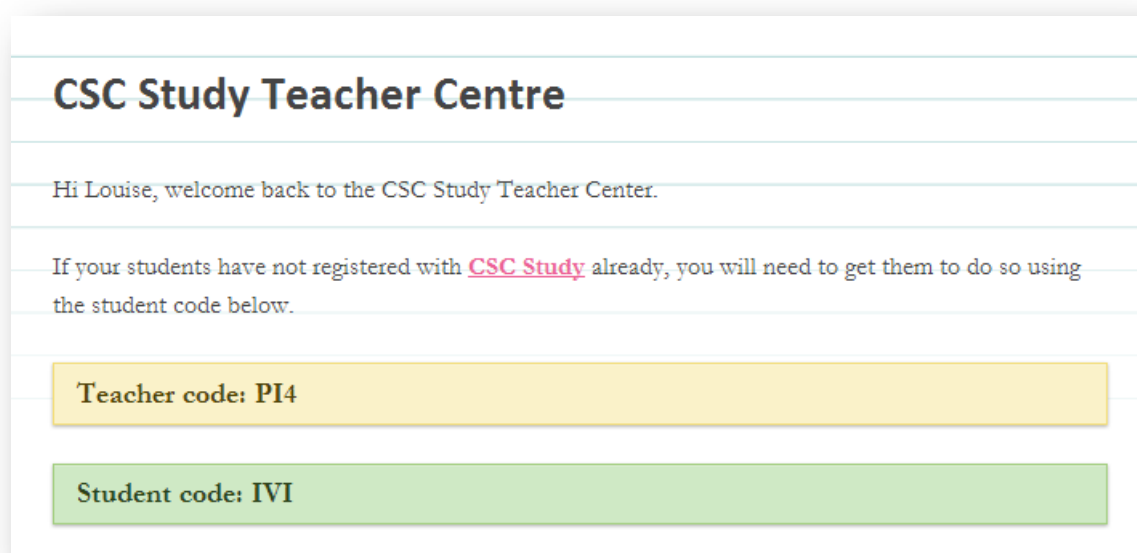 CSC Study Teacher Centre
Hi Louise, welcome back to the CSC Study Teacher Center.
If your students have not registered with CSC Study already, you will need to get them to do so using
the student code below.
Teacher code: PI4
Student code: IVI